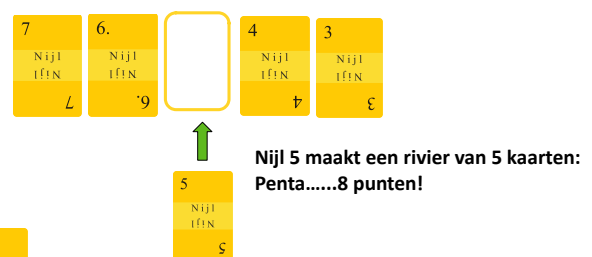 7
Nijl
Nijl
7
6.
Nijl
Nijl
6.
4
Nijl
Nijl
4
3
Nijl
Nijl
3
5
Nijl
Nijl
5
Nijl 5 maakt een rivier van 5 kaarten:
Penta......8 punten!